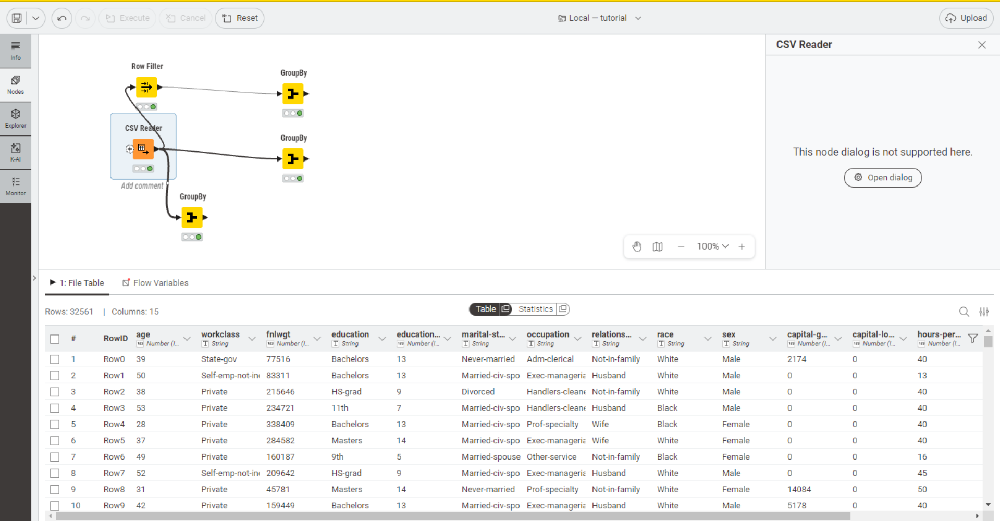 Execute
Cancel
Reset
Local — tutorial
Upload
Info
Nodes
Explorer
K-AI
Monitor
Row Filter
GroupBy
CSV Reader
Add comment
GroupBy
GroupBy
100%
CSV Reader
This node dialog is not supported here.
Open dialog
1: File Table
Flow Variables
Rows: 32561 | Columns: 15
Table
Statistics
# RowID age workclass fnlwgt education education... marital-st... occupation relations... race sex capital-g... capital-lo... hours-per...
Number (I... String Number (I... String Number (I... String String String String String Number (I... Number (I... Number (I...
1 Row0 39 State-gov 77516 Bachelors 13 Never-married Adm-clerical Not-in-family White Male 2174 0 40
2 Row1 50 Self-emp-not-inc 83311 Bachelors 13 Married-civ-spo Exec-manageria Husband White Male 0 0 13
3 Row2 38 Private 215646 HS-grad 9 Divorced Handlers-cleane Not-in-family White Male 0 0 40
4 Row3 53 Private 234721 11th 7 Married-civ-spo Handlers-cleane Husband Black Male 0 0 40
5 Row4 28 Private 338409 Bachelors 13 Married-civ-spo Prof-specialty Wife Black Female 0 0 40
6 Row5 37 Private 284582 Masters 14 Married-civ-spo Exec-manageria Wife White Female 0 0 40
7 Row6 49 Private 160187 9th 5 Married-spouse Other-service Not-in-family Black Female 0 0 16
8 Row7 52 Self-emp-not-inc 209642 HS-grad 9 Married-civ-spo Exec-manageria Husband White Male 0 0 45
9 Row8 31 Private 45781 Masters 14 Never-married Prof-specialty Not-in-family White Female 14084 0 50
10 Row9 42 Private 159449 Bachelors 13 Married-civ-spo Exec-manageria Husband White Male 5178 0 40